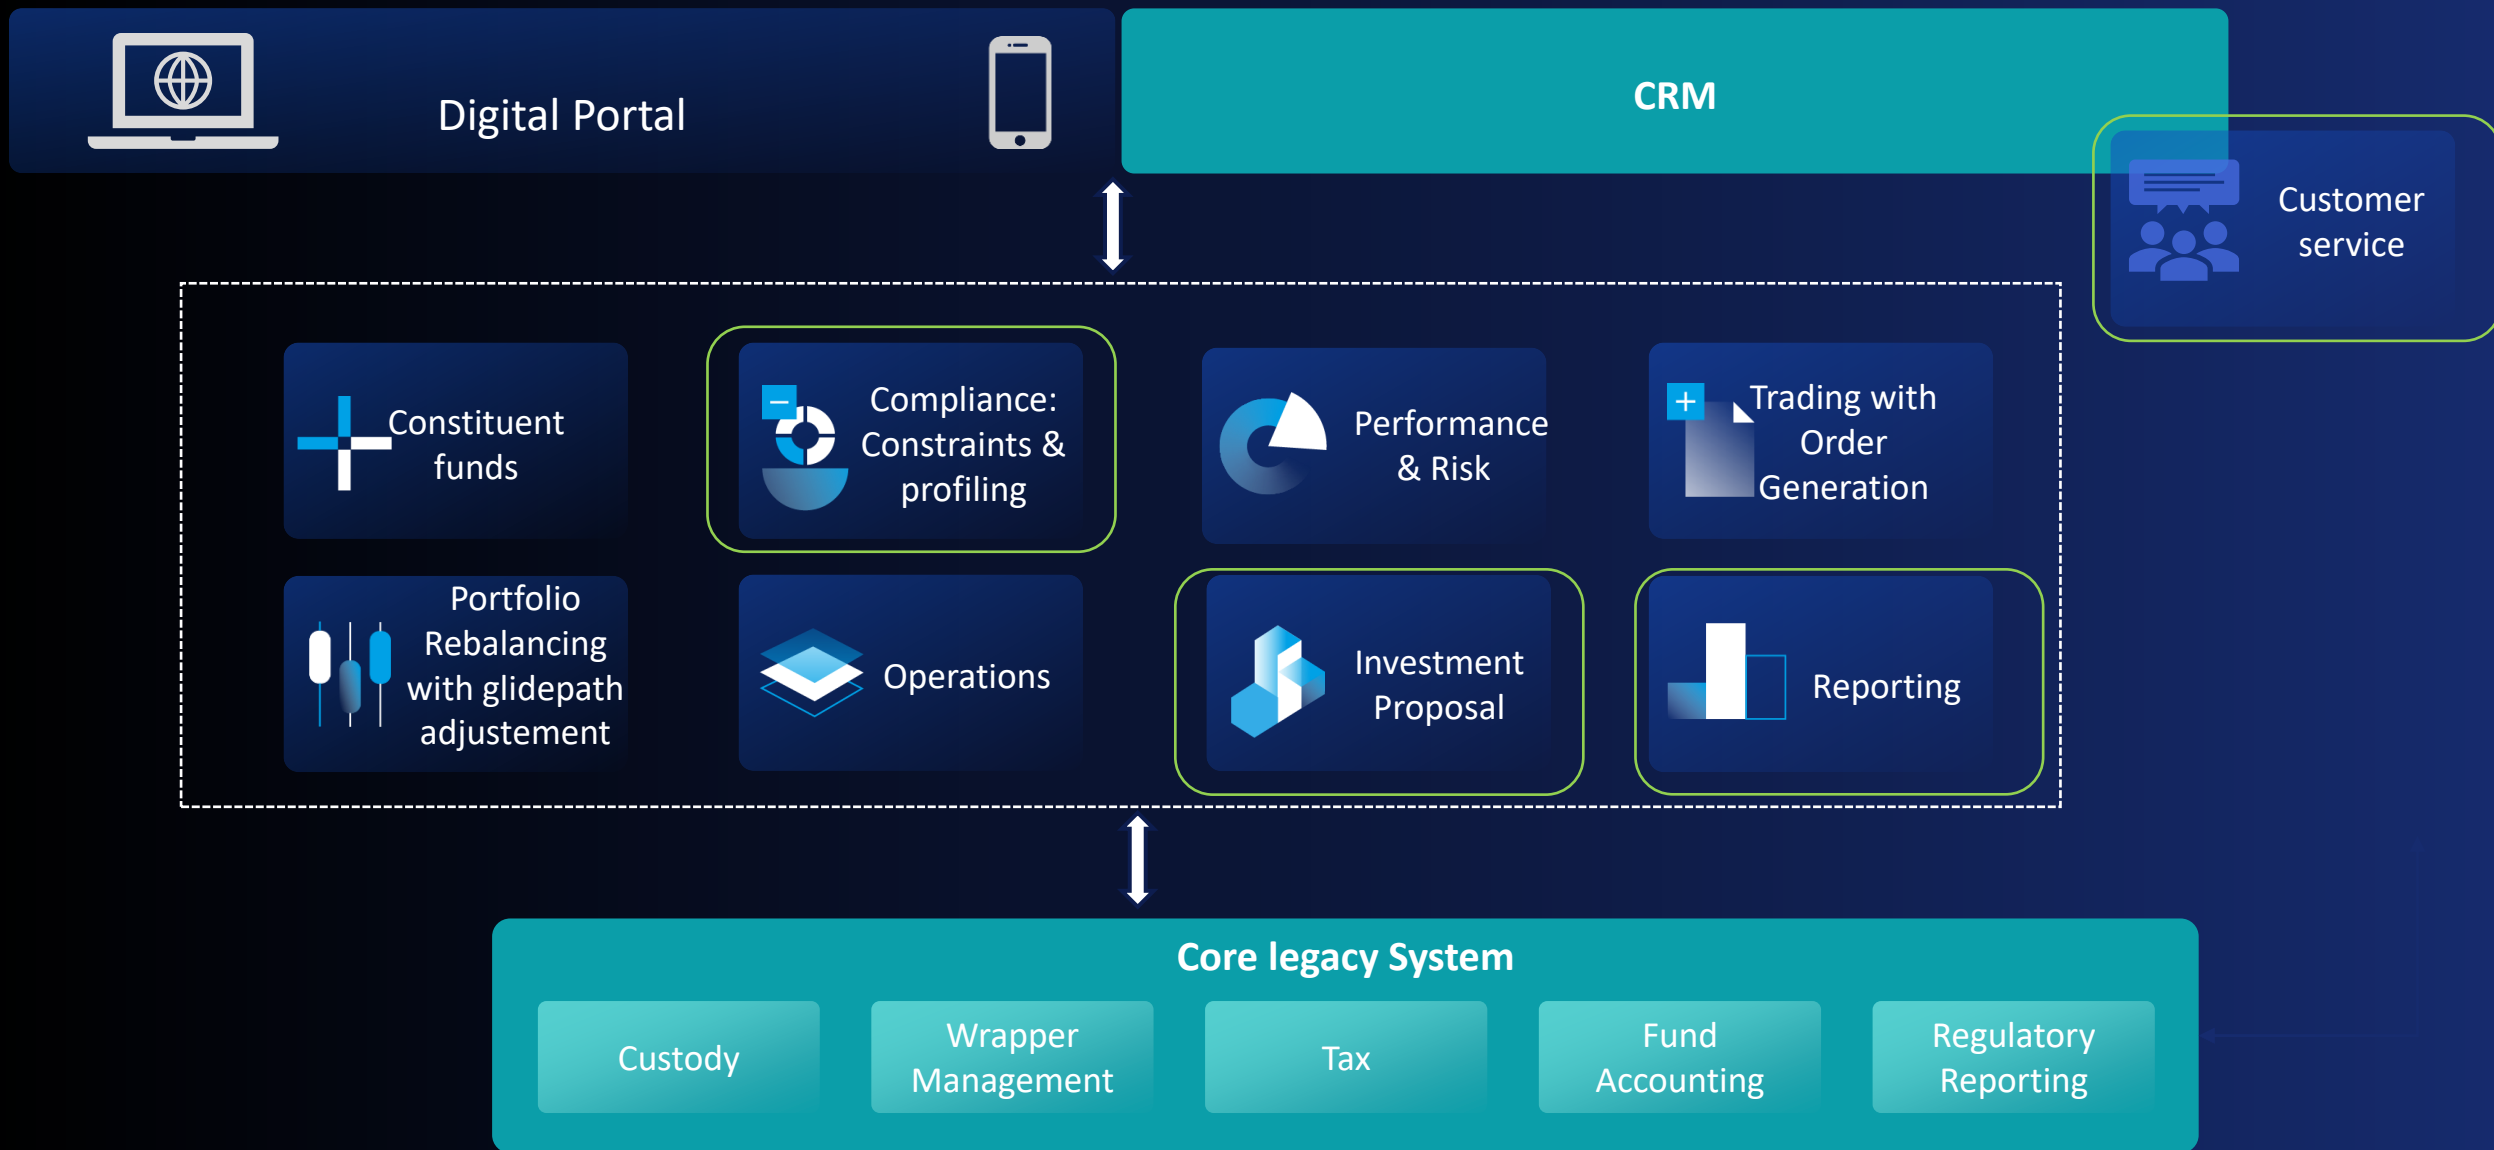 Digital Portal
CRM
Customer
service
Constituent
funds
Compliance:
Constraints &
profiling
Performance
& Risk
Trading with
Order
Generation
Portfolio
Rebalancing
with glidepath
adjustement
Operations
Investment
Proposal
Reporting
Core legacy System
Custody
Wrapper
Management
Tax
Fund
Accounting
Regulatory
Reporting